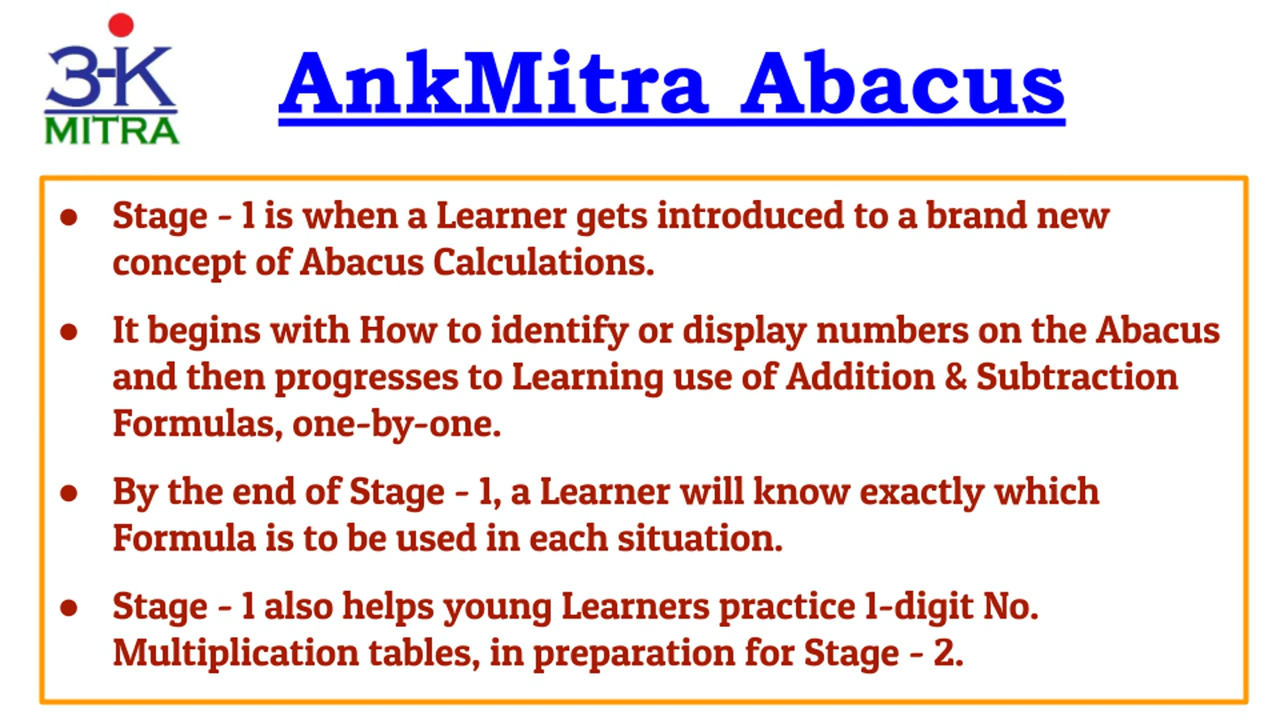 3-K
MITRA
AnkMitra Abacus
● Stage - 1 is when a Learner gets introduced to a brand new
concept of Abacus Calculations.
● It begins with How to identify or display numbers on the Abacus
and then progresses to Learning use of Addition & Subtraction
Formulas, one-by-one.
● By the end of Stage - 1, a Learner will know exactly which
Formula is to be used in each situation.
● Stage - 1 also helps young Learners practice 1-digit No.
Multiplication tables, in preparation for Stage - 2.